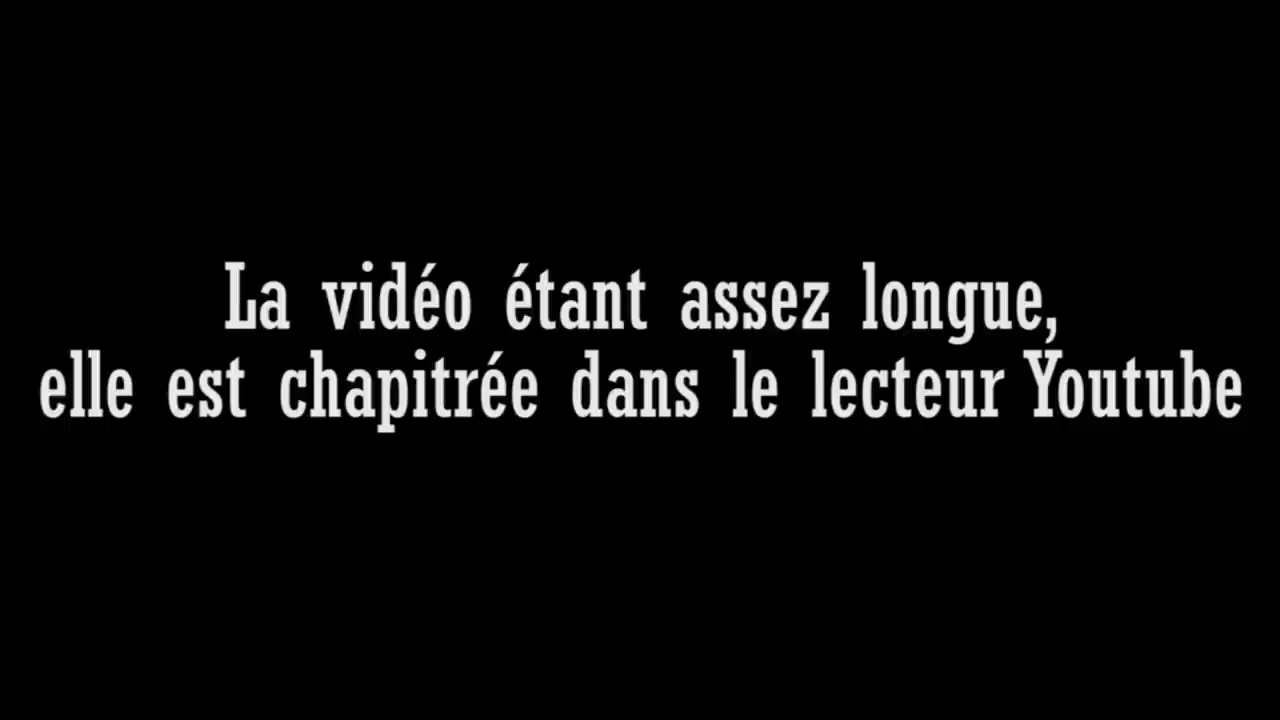 La vidéo étant assez longue,
elle est chapitrée dans le lecteur Youtube